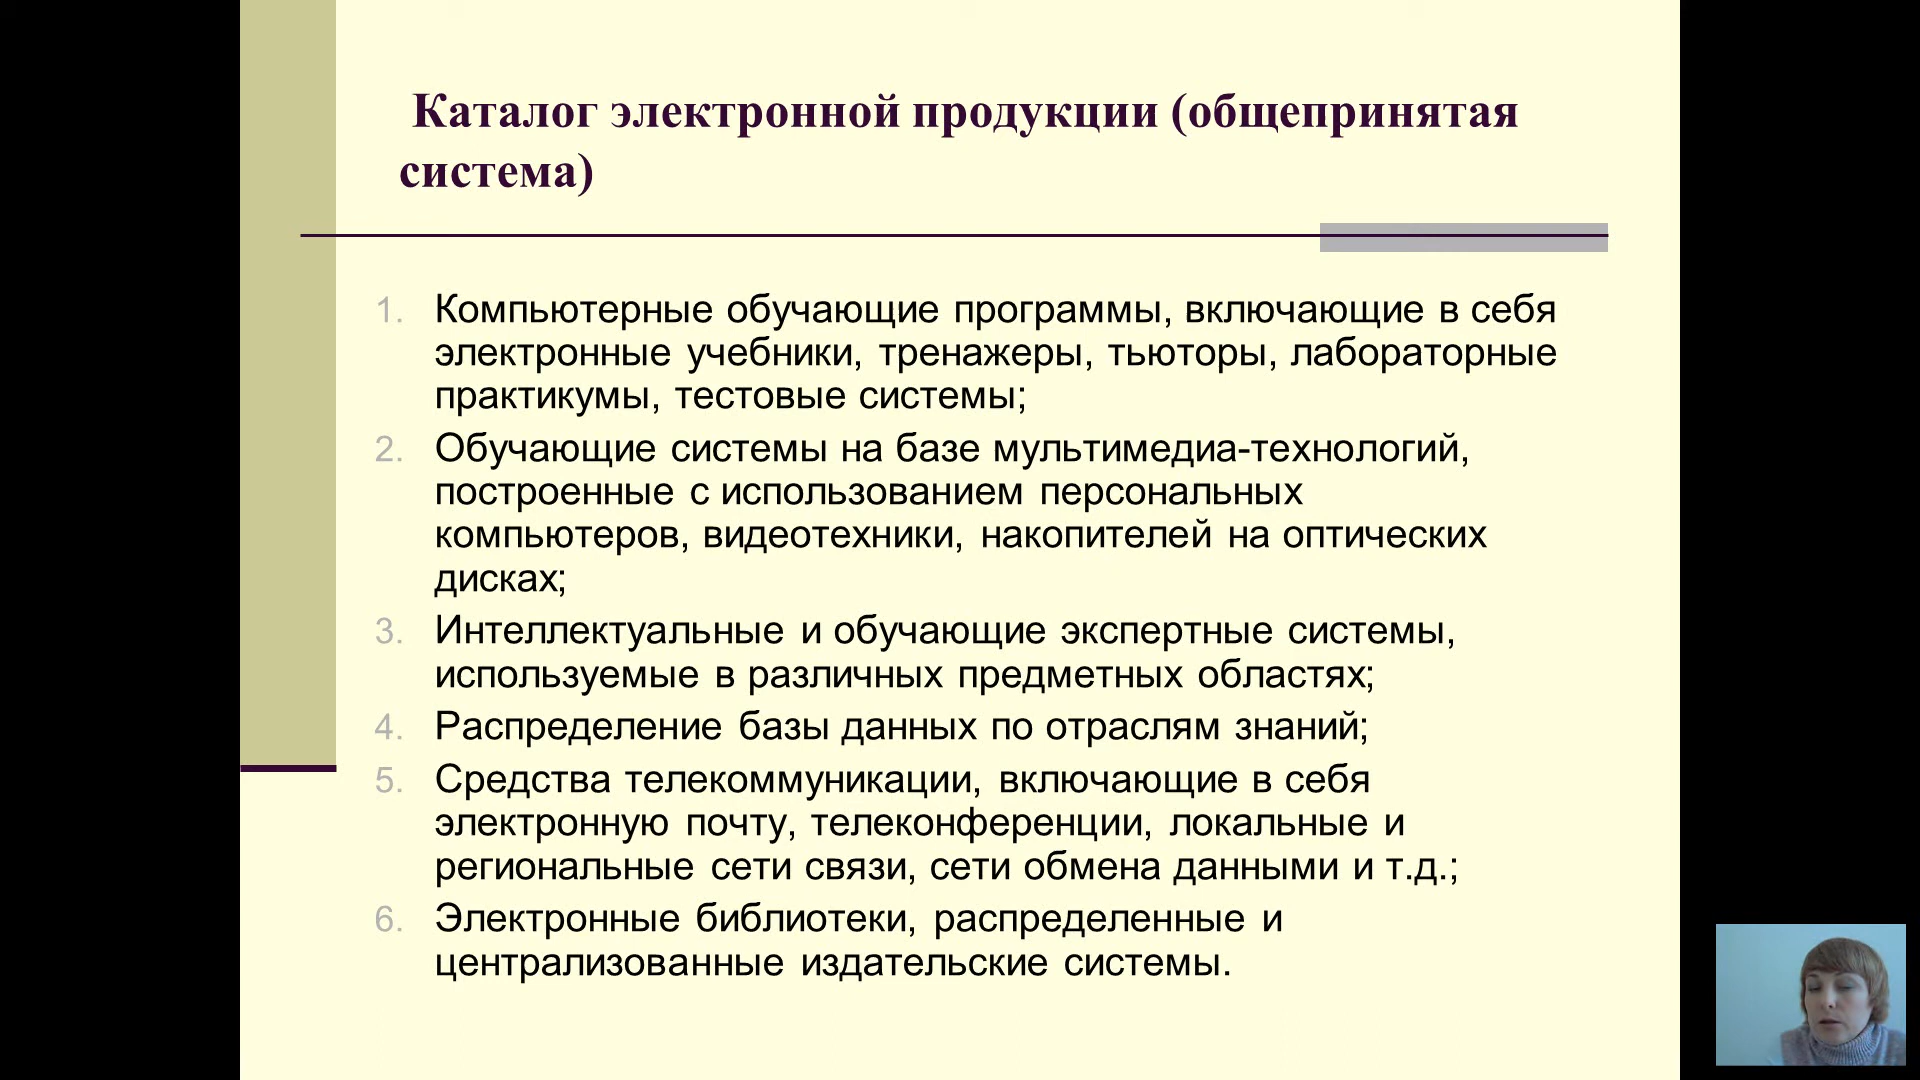 Каталог электронной продукции (общепринятая
система)
1. Компьютерные обучающие программы, включающие в себя
электронные учебники, тренажеры, тьюторы, лабораторные
практикумы, тестовые системы;
2. Обучающие системы на базе мультимедиа-технологий,
построенные с использованием персональных
компьютеров, видеотехники, накопителей на оптических
дисках;
3. Интеллектуальные и обучающие экспертные системы,
используемые в различных предметных областях;
4. Распределение базы данных по отраслям знаний;
5. Средства телекоммуникации, включающие в себя
электронную почту, телеконференции, локальные и
региональные сети связи, сети обмена данными и т.д.;
6. Электронные библиотеки, распределенные и
централизованные издательские системы.